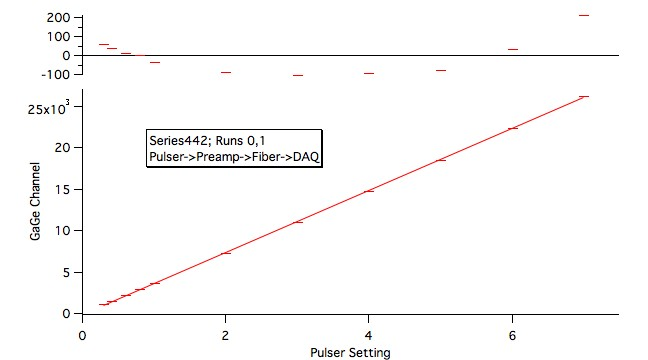 200
100
0
-100
25x10³
20
15
10
5
0
GaGe Channel
Series442; Runs 0,1
Pulser->Preamp->Fiber->DAQ
0
2
4
6
Pulser Setting